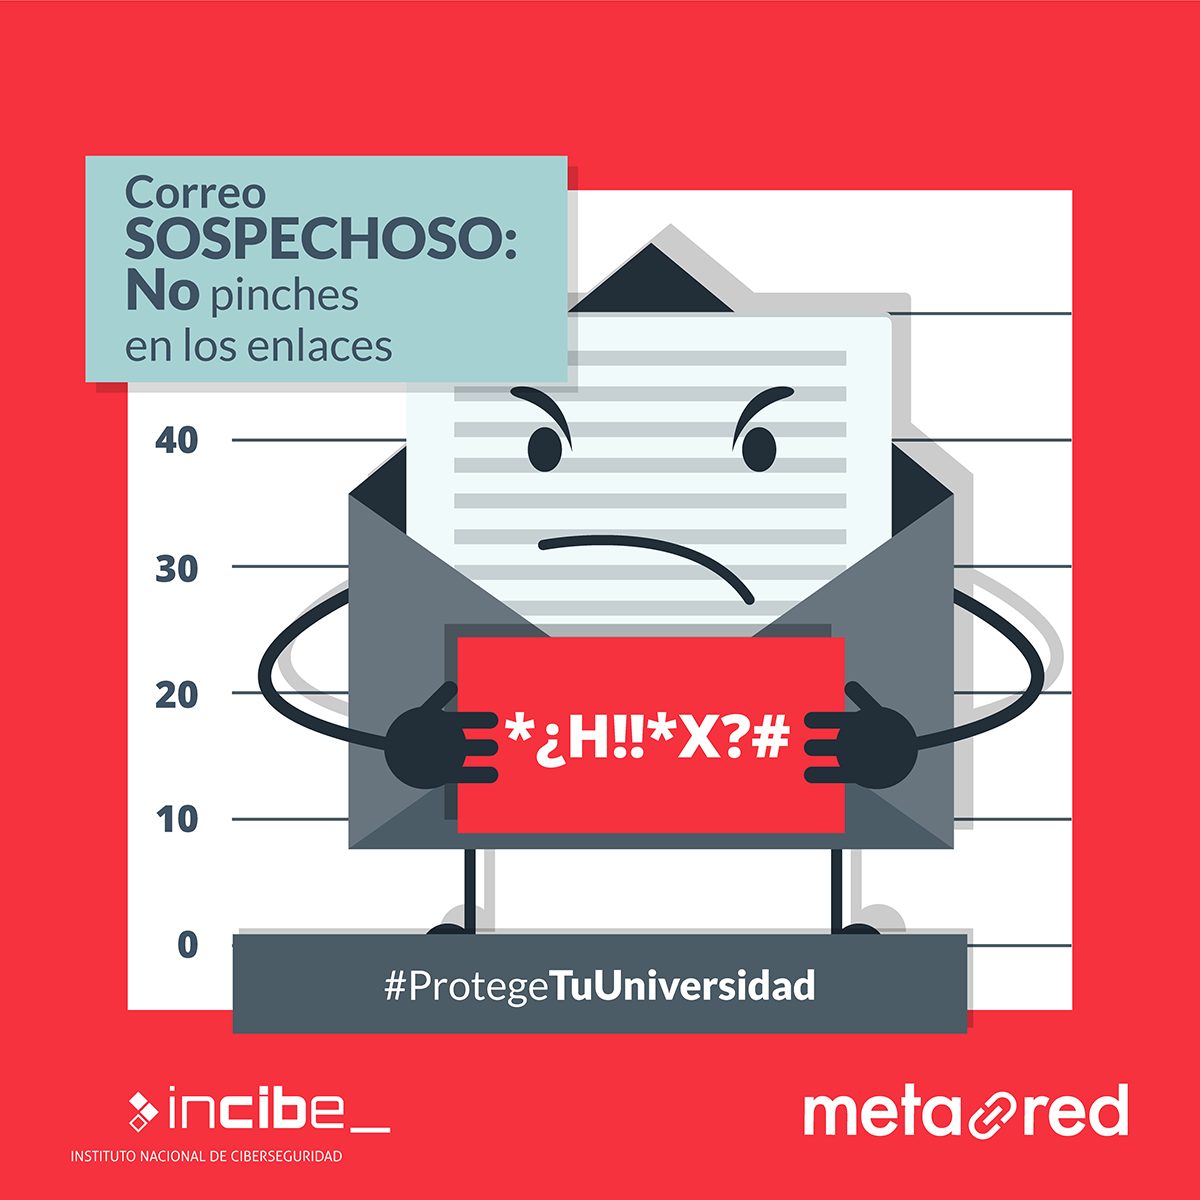 Correo
SOSPECHOSO:
No pinches
en los enlaces
40
30
20
10
0
*¿H!!*X?#
#ProtegeTuUniversidad
incibe_
INSTITUTO NACIONAL DE CIBERSEGURIDAD
metared